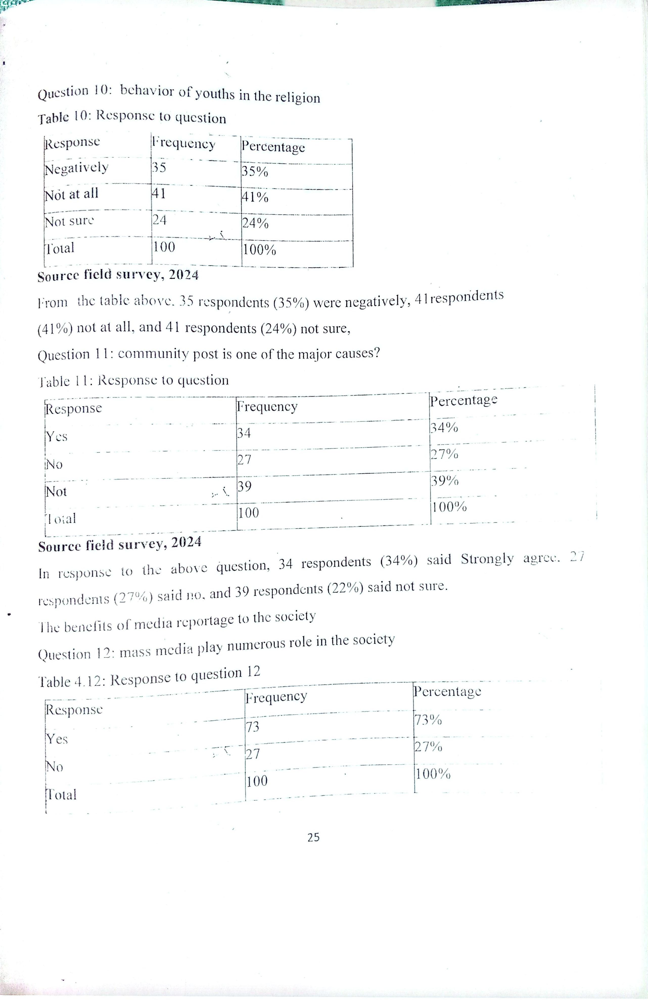 Question 10: behavior of youths in the religion
Table 10: Response to question
Response Frequency Percentage
Negatively 35 35%
Not at all 41 41%
Not sure 24 24%
Total 100 100%
Source field survey, 2024
From the table above. 35 respondents (35%) were negatively, 41respondents
(41%) not at all, and 41 respondents (24%) not sure,
Question 11: community post is one of the major causes?
Table 11: Response to question
Response Frequency Percentage
Yes 34 34%
No 27 27%
Not 39 39%
Total 100 100%
Source field survey, 2024
In response to the above question, 34 respondents (34%) said Strongly agree. 27
respondents (27%) said no, and 39 respondents (22%) said not sure.
The benefits of media reportage to the society
Question 12: mass media play numerous role in the society
Table 4.12: Response to question 12
Response Frequency Percentage
Yes 73 73%
No 27 27%
Total 100 100%
25